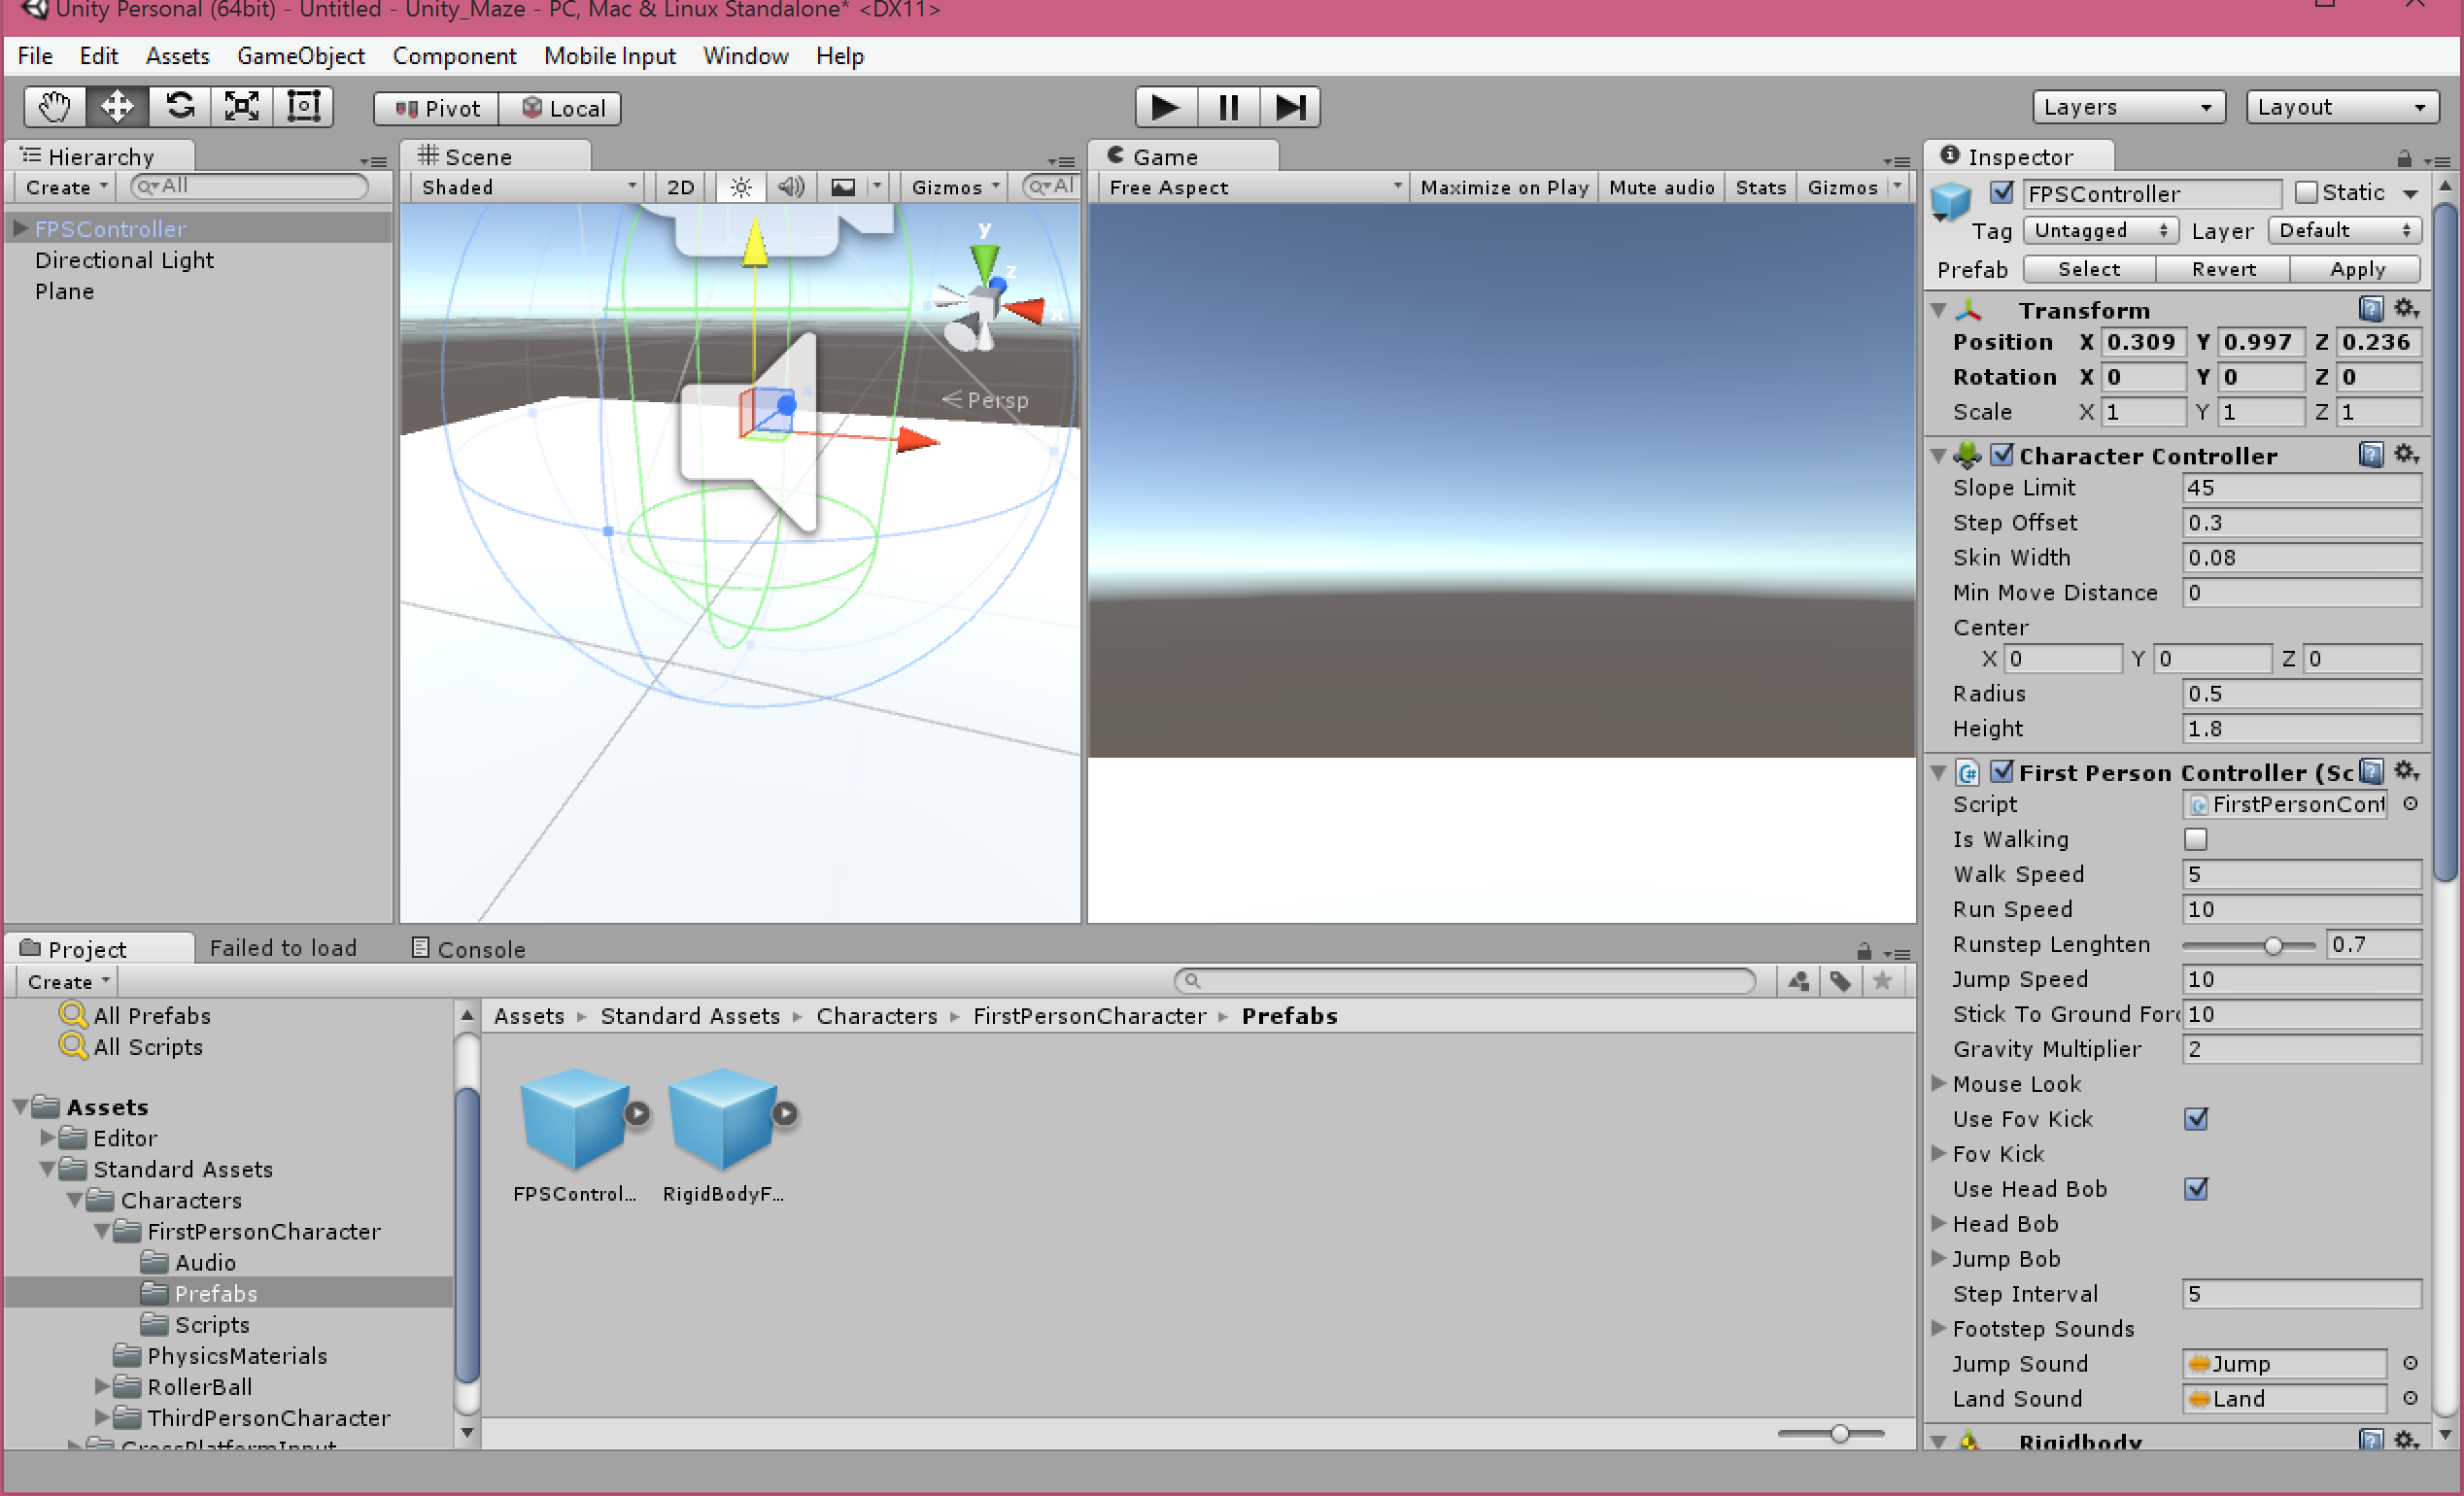 Unity Personal (64bit) - Untitled - Unity_Maze - PC, Mac & Linux Standalone* <DX11>
File Edit Assets GameObject Component Mobile Input Window Help
Pivot Local Layers Layout
Hierarchy
Create All
FPSController
Directional Light
Plane
Scene
Shaded 2D Gizmos Al
y
z
x
Persp
Game
Free Aspect Maximize on Play Mute audio Stats Gizmos
Inspector
FPSController Static
Tag Untagged Layer Default
Prefab Select Revert Apply
Transform
Position X 0.309 Y 0.997 Z 0.236
Rotation X 0 Y 0 Z 0
Scale X 1 Y 1 Z 1
Character Controller
Slope Limit 45
Step Offset 0.3
Skin Width 0.08
Min Move Distance 0
Center
X 0 Y 0 Z 0
Radius 0.5
Height 1.8
First Person Controller (Sc
Script FirstPersonCont
Is Walking
Walk Speed 5
Run Speed 10
Runstep Lenghten 0.7
Jump Speed 10
Stick To Ground Forc 10
Gravity Multiplier 2
Mouse Look
Use Fov Kick
Fov Kick
Use Head Bob
Head Bob
Jump Bob
Step Interval 5
Footstep Sounds
Jump Sound Jump
Land Sound Land
Rigidbody
Project Failed to load Console
Create
All Prefabs
All Scripts
Assets
Editor
Standard Assets
Characters
FirstPersonCharacter
Audio
Prefabs
Scripts
PhysicsMaterials
RollerBall
ThirdPersonCharacter
CrossPlatformInput
Assets Standard Assets Characters FirstPersonCharacter Prefabs
FPSControl... RigidBodyF...